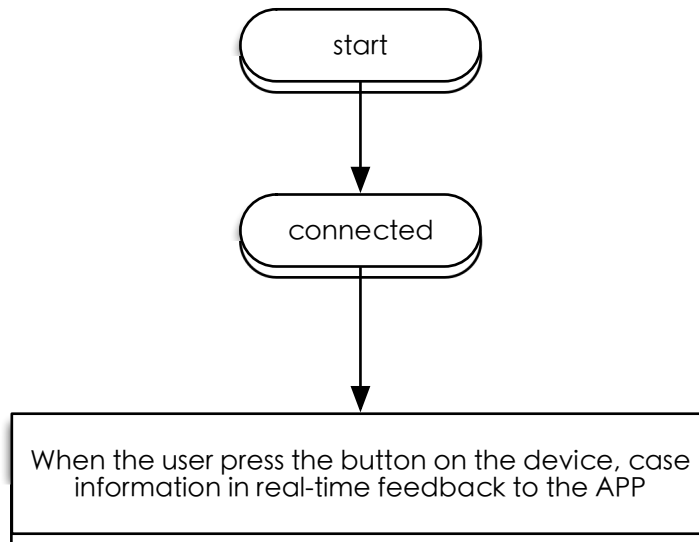 start
connected
When the user press the button on the device, case
information in real-time feedback to the APP